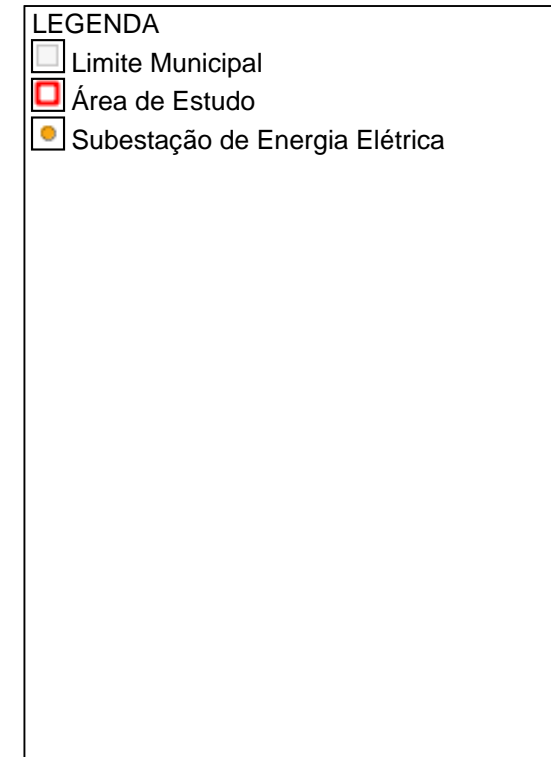 LEGENDA
Limite Municipal
Área de Estudo
Subestação de Energia Elétrica